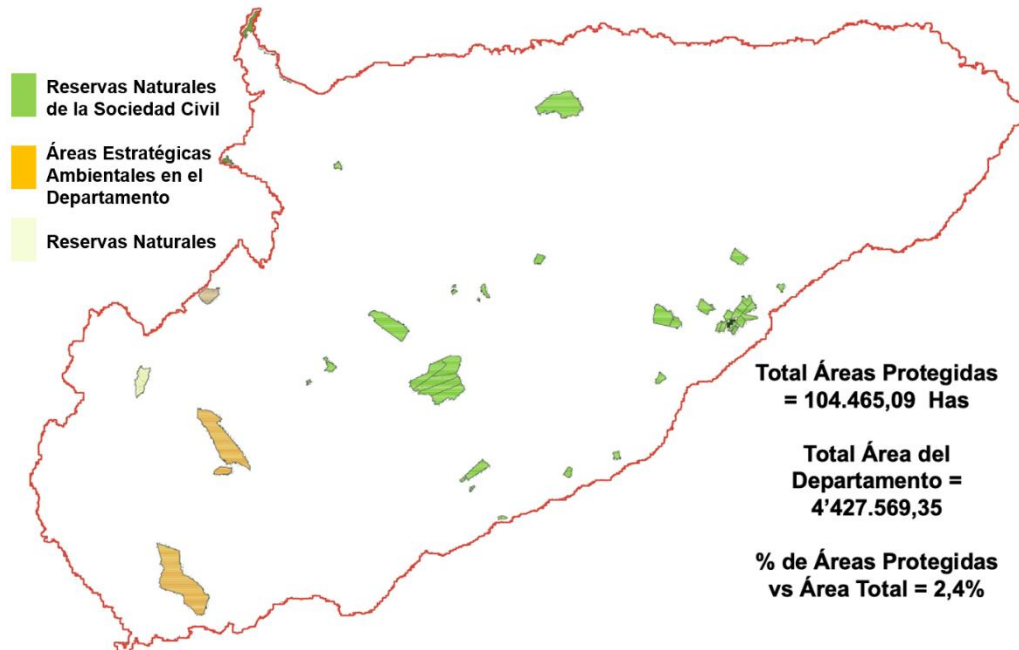 Reservas Naturales
de la Sociedad Civil
Áreas Estratégicas
Ambientales en el
Departamento
Reservas Naturales
Total Áreas Protegidas
= 104.465,09 Has
Total Área del
Departamento =
4’427.569,35
% de Áreas Protegidas
vs Área Total = 2,4%